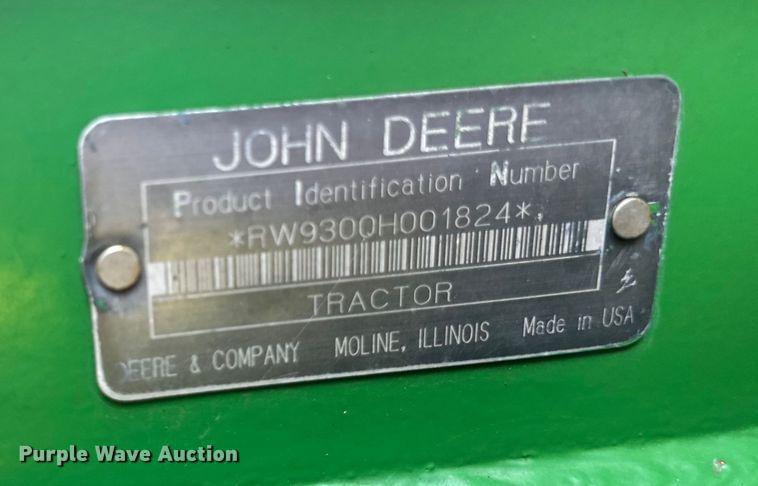 JOHN DEERE
Product Identification Number
*RW9300H001824*
TRACTOR
DEERE & COMPANY MOLINE, ILLINOIS Made in USA
Purple Wave Auction